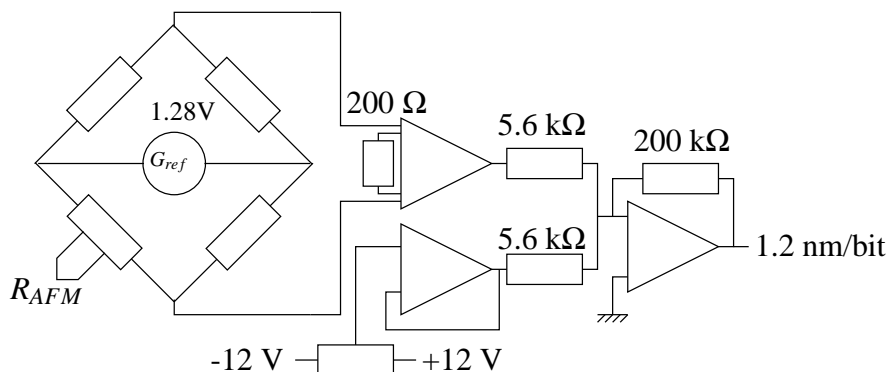 1.28V
G_ref
R_AFM
200 Ω
5.6 kΩ
200 kΩ
5.6 kΩ
1.2 nm/bit
-12 V
+12 V